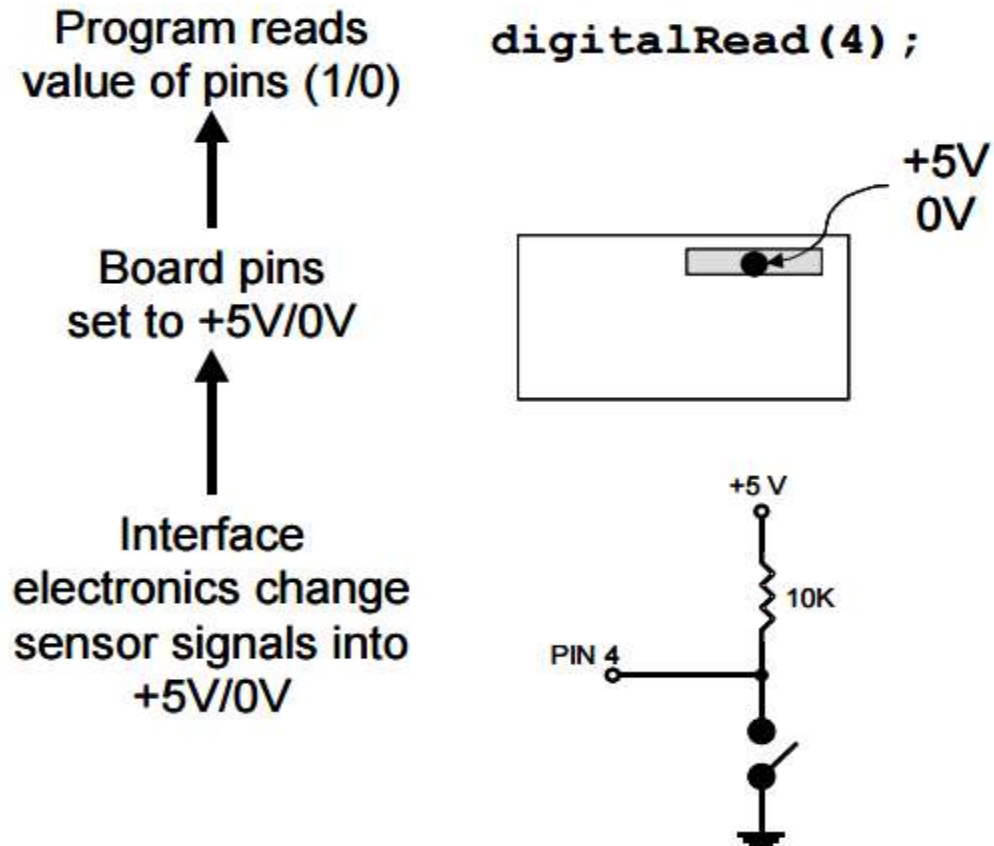 Program reads
value of pins (1/0)
digitalRead(4);
+5V
0V
Board pins
set to +5V/0V
Interface
electronics change
sensor signals into
+5V/0V
+5 V
10K
PIN 4